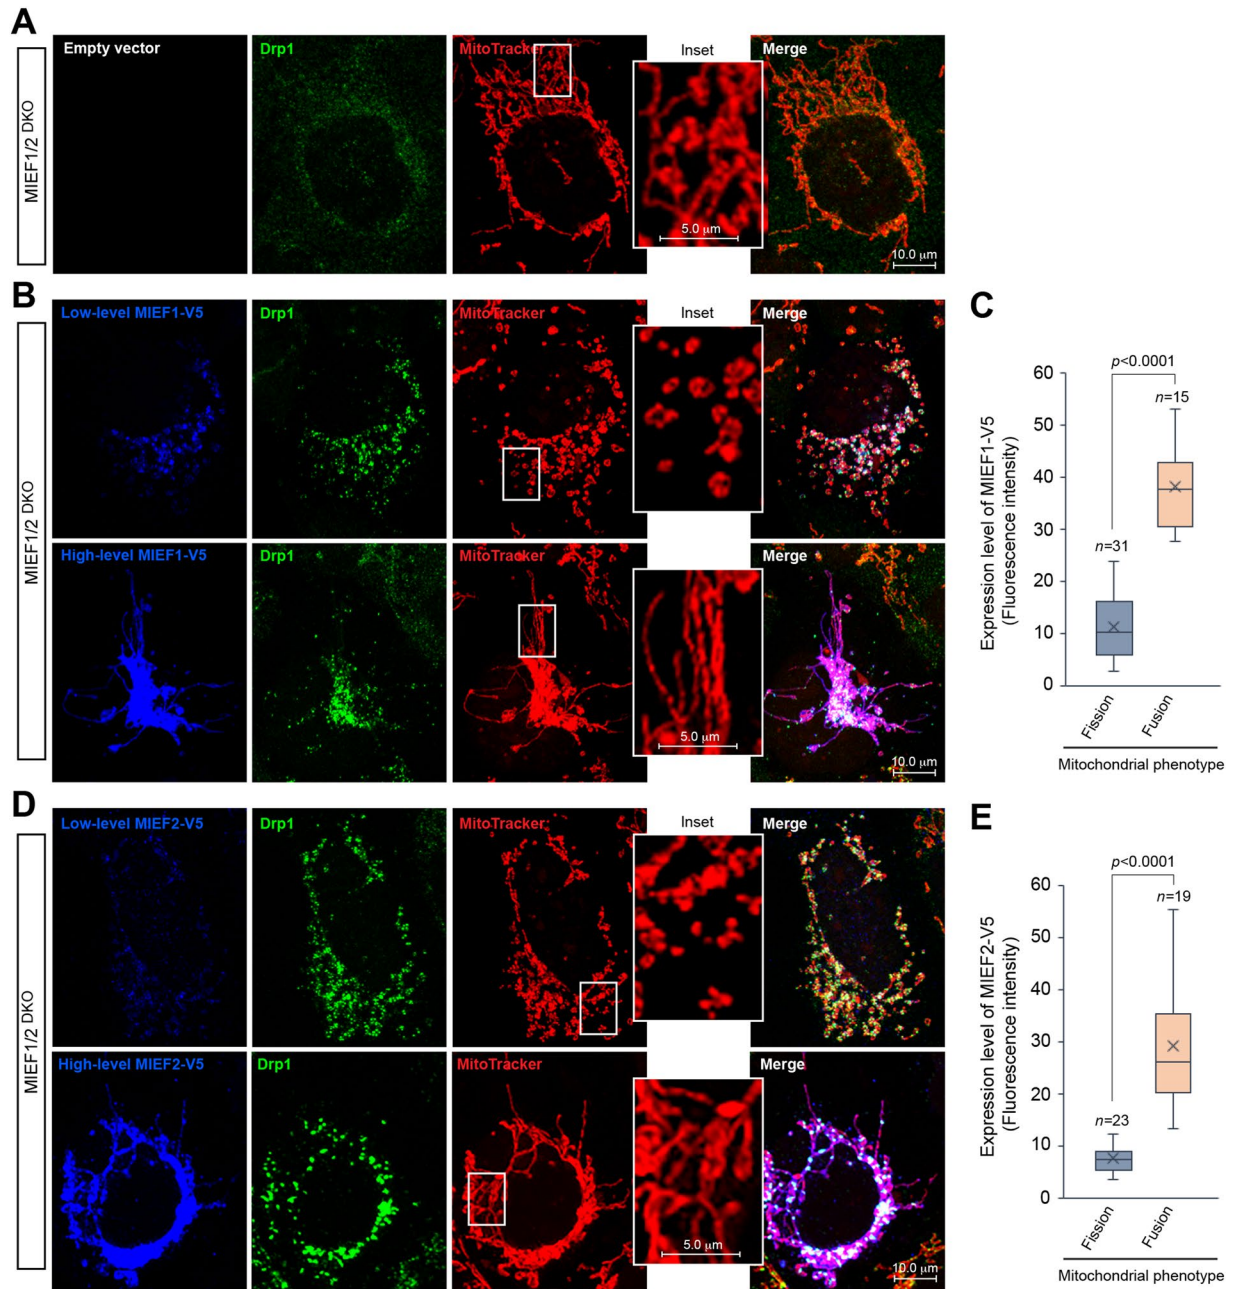 A
MIEF1/2 DKO
Empty vector
Drp1
MitoTracker
Inset
Merge
5.0 μm
10.0 μm
B
MIEF1/2 DKO
Low-level MIEF1-V5
Drp1
MitoTracker
Inset
Merge
High-level MIEF1-V5
Drp1
MitoTracker
Merge
5.0 μm
10.0 μm
C
Expression level of MIEF1-V5
(Fluorescence intensity)
60
50
40
30
20
10
0
p<0.0001
n=15
n=31
Fission
Fusion
Mitochondrial phenotype
D
MIEF1/2 DKO
Low-level MIEF2-V5
Drp1
MitoTracker
Inset
Merge
High-level MIEF2-V5
Drp1
MitoTracker
Merge
5.0 μm
10.0 μm
E
Expression level of MIEF2-V5
(Fluorescence intensity)
60
50
40
30
20
10
0
p<0.0001
n=19
n=23
Fission
Fusion
Mitochondrial phenotype